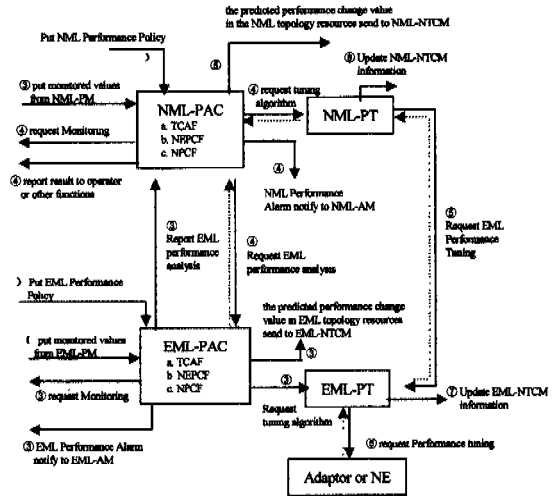 the predicted performance change value
in the NML topology resources send to NML-NTCM
Put NML Performance Policy
)
⑤
⑥ Update NML-NTCM
information
③ put monitored values
from NML-PM
④ request tuning
algorithm
NML-PAC
a. TCAF
b. NEPCF
c. NPCF
NML-PT
④ request Monitoring
④ report result to operator
or other functions
④
NML Performance
Alarm notify to NML-AM
③
Report EML
performance
analysis
④
Request EML
performance analysis
⑤
Request EML
Performance
Tuning
) Put EML Performance
Policy
the predicted performance change
value in EML topology resources
send to EML-NTCM
③
( put monitored values
from EML-PM
EML-PAC
a. TCAF
b NEPCF
c. NPCF
③
③ request Monitoring
EML-PT
⑦ Update EML-NTCM
information
Request
tuning algorithm
③ EML Performance Alarm
notify to EML-AM
⑥ request Performance tuning
Adaptor or NE